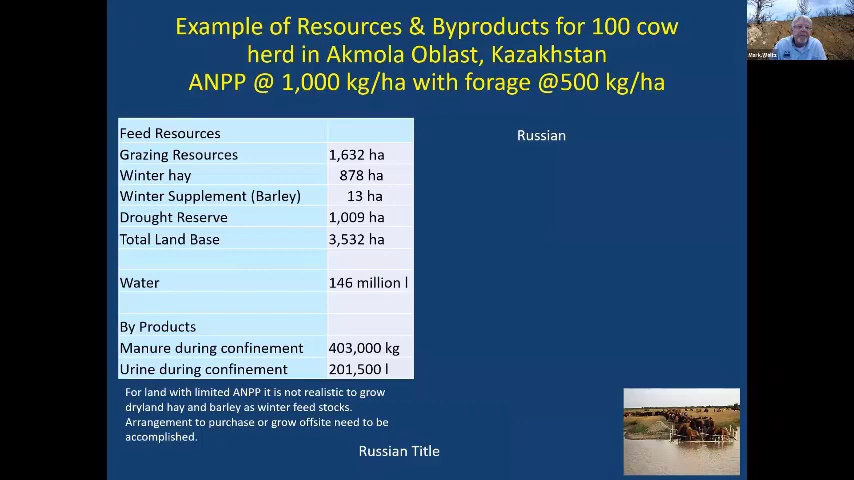 Example of Resources & Byproducts for 100 cow
herd in Akmola Oblast, Kazakhstan
ANPP @ 1,000 kg/ha with forage @500 kg/ha
Mark.Weltz
Feed Resources
Grazing Resources 1,632 ha
Winter hay 878 ha
Winter Supplement (Barley) 13 ha
Drought Reserve 1,009 ha
Total Land Base 3,532 ha
Water 146 million l
By Products
Manure during confinement 403,000 kg
Urine during confinement 201,500 l
Russian
For land with limited ANPP it is not realistic to grow
dryland hay and barley as winter feed stocks.
Arrangement to purchase or grow offsite need to be
accomplished.
Russian Title